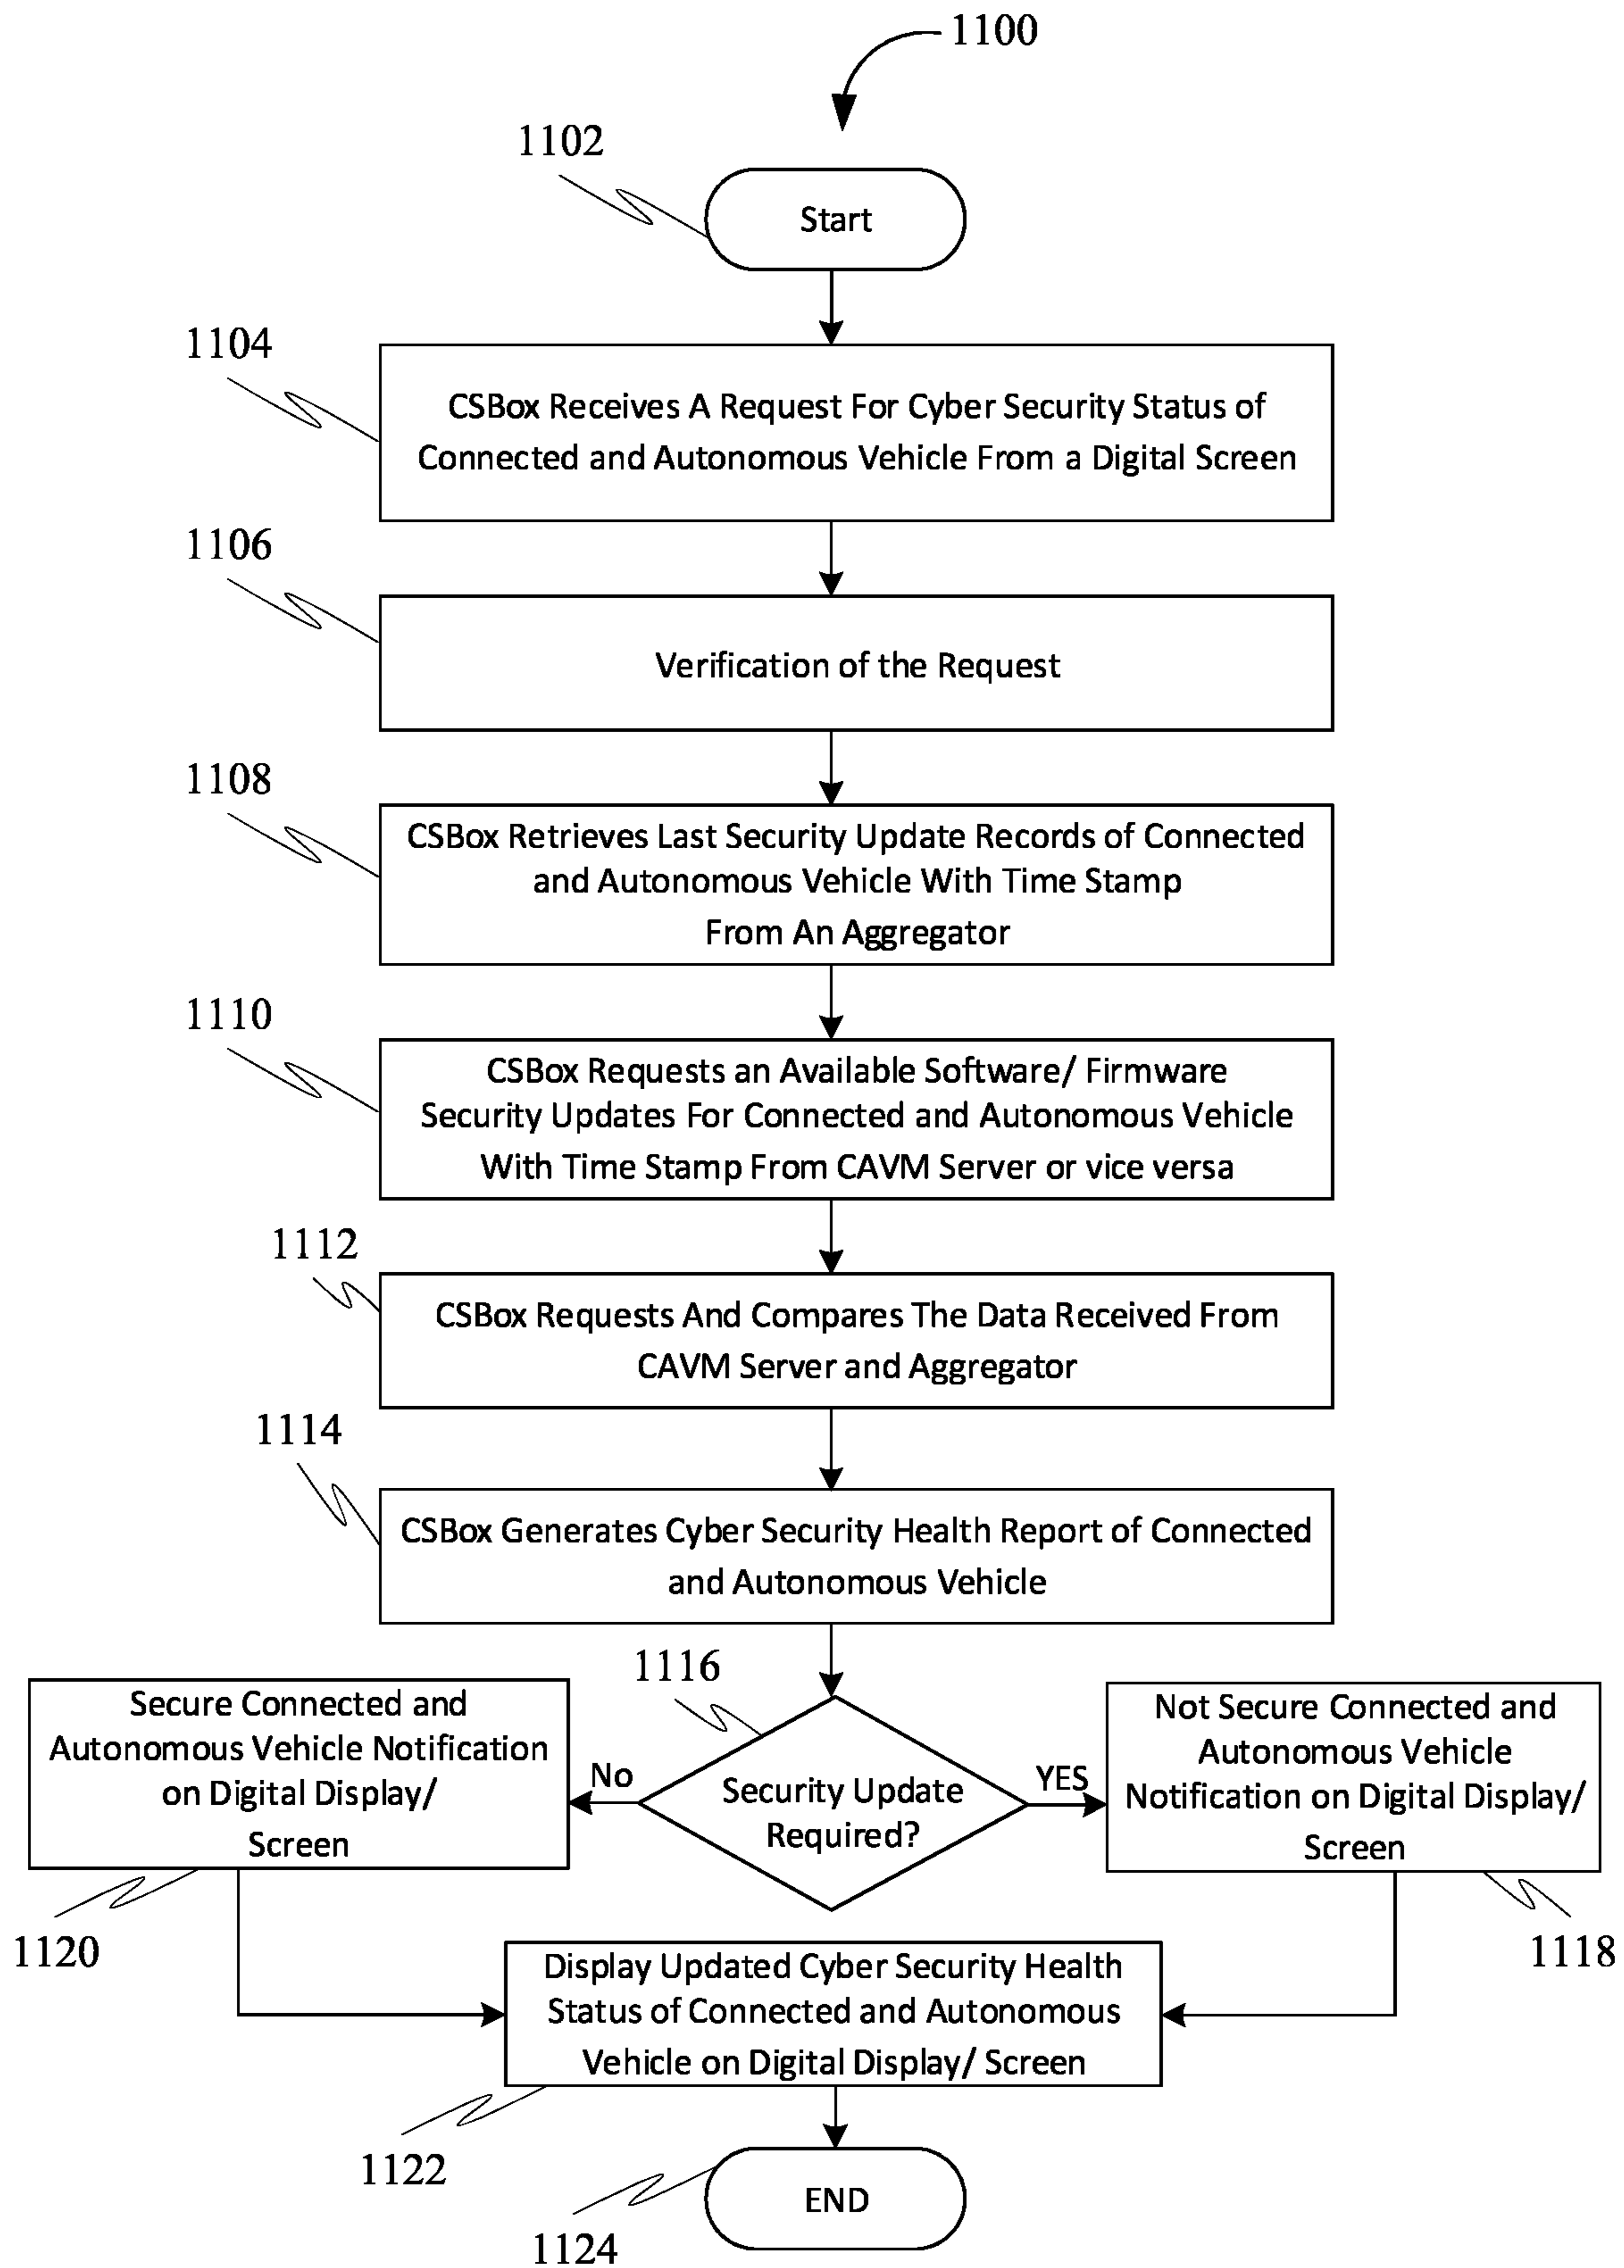 1100
1102
Start
1104
CSBox Receives A Request For Cyber Security Status of
Connected and Autonomous Vehicle From a Digital Screen
1106
Verification of the Request
1108
CSBox Retrieves Last Security Update Records of Connected
and Autonomous Vehicle With Time Stamp
From An Aggregator
1110
CSBox Requests an Available Software/ Firmware
Security Updates For Connected and Autonomous Vehicle
With Time Stamp From CAVM Server or vice versa
1112
CSBox Requests And Compares The Data Received From
CAVM Server and Aggregator
1114
CSBox Generates Cyber Security Health Report of Connected
and Autonomous Vehicle
1116
Security Update
Required?
No
YES
Secure Connected and
Autonomous Vehicle Notification
on Digital Display/
Screen
1120
Not Secure Connected and
Autonomous Vehicle
Notification on Digital Display/
Screen
1118
Display Updated Cyber Security Health
Status of Connected and Autonomous
Vehicle on Digital Display/ Screen
1122
END
1124